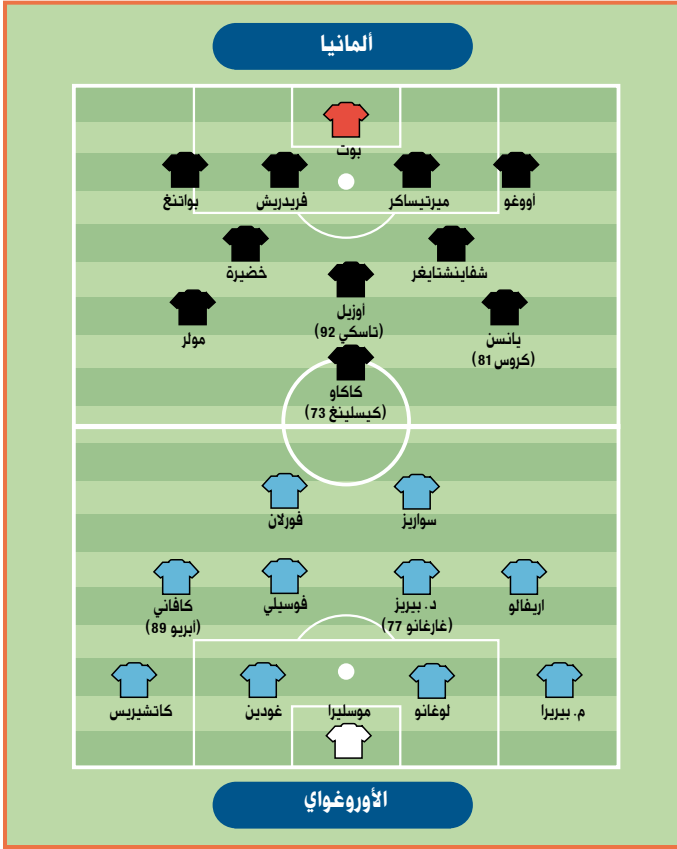 ألمانيا
بوت
أووغو
ميرتيساكر
فريدريش
بواتنغ
شفاينشتايغر
خضيرة
أوزيل
(تاسكي 92)
يانسن
(كروس 81)
مولر
كاكاو
(كيسلينغ 73)
سواريز
فورلان
اريفالو
د. بيريز
(غارغانو 77)
فوسيلي
كافاني
(أبريو 89)
م. بيريرا
لوغانو
موسليرا
غودين
كاتشيريس
الأوروغواي